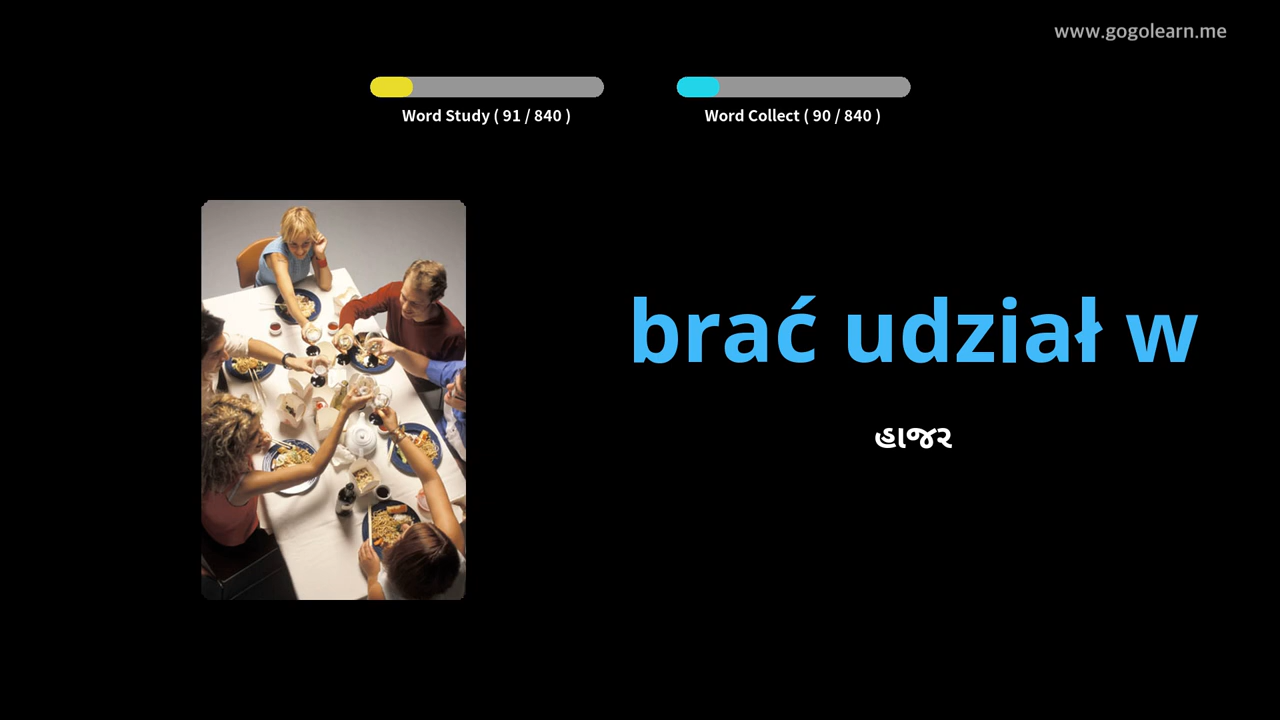 www.gogolearn.me
Word Study ( 91 / 840 )
Word Collect ( 90 / 840 )
brać udział w
હાજર